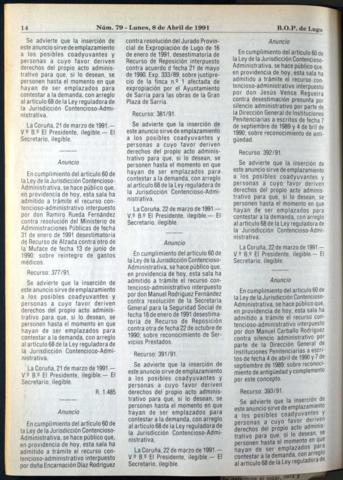 14
Núm. 79 - Lunes, 8 de Abril de 1991
B.O.P. de Lugo
Se advierte que la inserción de
este anuncio sirve de emplazamiento
a los posibles coadyuvantes y
personas a cuyo favor deriven
derechos del propio acto adminis-
trativo para que, si lo desean, se
personen hasta el momento en que
hayan de ser emplazados para
contestar a la demanda, con arreglo
al artículo 68 de la Ley reguladora de
la Jurisdicción Contencioso-Admi-
nistrativa.
La Coruña, 21 de marzo de 1991.—
V.º B.º El Presidente, ilegible.— El
Secretario, ilegible.
Anuncio
En cumplimiento del artículo 60 de
la Ley de la Jurisdicción Contencioso-
Administrativa, se hace público que,
en providencia de hoy, esta sala ha
admitido a trámite el recurso con-
tencioso-administrativo interpuesto
por don Ramiro Rueda Fernández
contra resolución del Ministerio de
Administraciones Públicas de fecha
31 de enero de 1991 desestimatoria
de Recurso de Alzada contra otro de
la Muface de fecha 13 de junio de
1990: sobre reintegro de gastos
médicos.
Recurso: 377/91.
Se advierte que la inserción de
este anuncio sirve de emplazamiento
a los posibles coadyuvantes y
personas a cuyo favor deriven
derechos del propio acto adminis-
trativo para que, si lo desean, se
personen hasta el momento en que
hayan de ser emplazados para
contestar a la demanda, con arreglo
al artículo 68 de la Ley reguladora de
la Jurisdicción Contencioso-Admi-
nistrativa.
La Coruña, 21 de marzo de 1991.—
V.º B.º El Presidente, ilegible.— El
Secretario, ilegible.
R. 1.485
Anuncio
En cumplimiento del artículo 60 de
la Ley de la Jurisdicción Contencioso-
Administrativa, se hace público que,
en providencia de hoy, esta sala ha
admitido a trámite el recurso con-
tencioso-administrativo interpuesto
por doña Encarnación Díaz Rodríguez
contra resolución del Jurado Provin-
cial de Expropiación de Lugo de 16
de enero de 1991, desestimatoria de
Recurso de Reposición interpuesto
contra acuerdo d fecha 21 de mayo
de 1990. Exp. 333/89; sobre justipre-
cio de la finca n.º 1 afectada de
expropiación por el Ayuntamiento
de Sarria para las obras de la Gran
Plaza de Sarria.
Recurso: 381/91.
Se advierte que la inserción de
este anuncio sirve de emplazamiento
a los posibles coadyuvantes y
personas a cuyo favor deriven
derechos del propio acto adminis-
trativo para que, si lo desean, se
personen hasta el momento en que
hayan de ser emplazados para
contestar a la demanda, con arreglo
al artículo 68 de la Ley reguladora de
la Jurisdicción Contencioso-Admi-
nistrativa.
La Coruña, 22 de marzo de 1991.—
V.º B.º El Presidente, ilegible.— El
Secretario, ilegible.
Anuncio
En cumplimiento del artículo 60 de
la Ley de la Jurisdicción Contencioso-
Administrativa, se hace público que,
en providencia de hoy, esta sala ha
admitido a trámite el recurso con-
tencioso-administrativo interpuesto
por don Manuel Rodríguez Fernández
contra resolución de la Secretaría
General para la Seguridad Social de
fecha 16 de enero de 1991 desestima-
toria de Recurso de Reposición
contra otra de fecha 22 de octubre de
1990; sobre reconocimiento de
Servicios Prestados.
Recurso: 391/91.
Se advierte que la inserción de
este anuncio sirve de emplazamiento
a los posibles coadyuvantes y
personas a cuyo favor deriven
derechos del propio acto adminis-
trativo para que, si lo desean, se
personen hasta el momento en que
hayan de ser emplazados para
contestar a la demanda, con arreglo
al artículo 68 de la Ley reguladora de
la Jurisdicción Contencioso-Admi-
nistrativa.
La Coruña, 22 de marzo de 1991.—
V.º B.º El Presidente, ilegible.— El
Secretario, ilegible.
Anuncio
En cumplimiento del artículo 60 de
la Ley de la Jurisdicción Contencioso-
Administrativa, se hace público que,
en providencia de hoy, esta sala ha
admitido a trámite el recurso con-
tencioso-administrativo interpuesto
por don Jesús Vence Reguera
contra desestimación presunta por
silencio administrativo por parte de
la Dirección General de Instituciones
Penitenciarias a escritos de fecha 7
de septiembre de 1989 y 4 de bril de
1990; sobre reconocimiento de anti-
güedad.
Recurso: 392/91.
Se advierte que la inserción de
este anuncio sirve de emplazamiento
a los posibles coadyuvantes y
personas a cuyo favor deriven
derechos del propio acto adminis-
trativo para que, si lo desean, se
personen hasta el momento en que
hayan de ser emplazados para
contestar a la demanda, con arreglo
al artículo 68 de la Ley reguladora de
la Jurisdicción Contencioso-Admi-
nistrativa.
La Coruña, 22 de marzo de 1991.—
V.º B.º El Presidente, ilegible.— El
Secretario, ilegible.
Anuncio
En cumplimiento del artículo 60 de
la Ley de la Jurisdicción Contencioso-
Administrativa, se hace público que,
en providencia de hoy, esta sala ha
admitido a trámite el recurso con-
tencioso-administrativo interpuesto
por don Manuel Carballo Rodríguez
contra silencio administrativo por
parte de la Dirección General de
Instituciones Penitenciarias a escri-
tos de fecha 4 de abril de 1990 y 7 de
septiembre de 1989; sobre reconoci-
miento de antigüedad y complemento
por este concepto.
Recurso: 393/91.
Se advierte que la inserción de
este anuncio sirve de emplazamiento
a los posibles coadyuvantes y
personas a cuyo favor deriven
derechos del propio acto adminis-
trativo para que, si lo desean, se
personen hasta el momento en que
hayan de ser emplazados para
contestar a la demanda, con arreglo
al artículo 68 de la Ley reguladora de